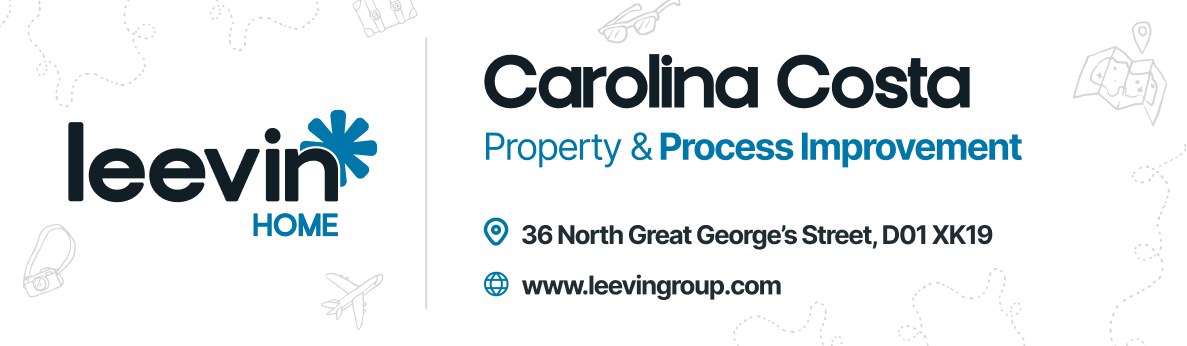 leevin
HOME
Carolina Costa
Property & Process Improvement
36 North Great George’s Street, D01 XK19
www.leevingroup.com